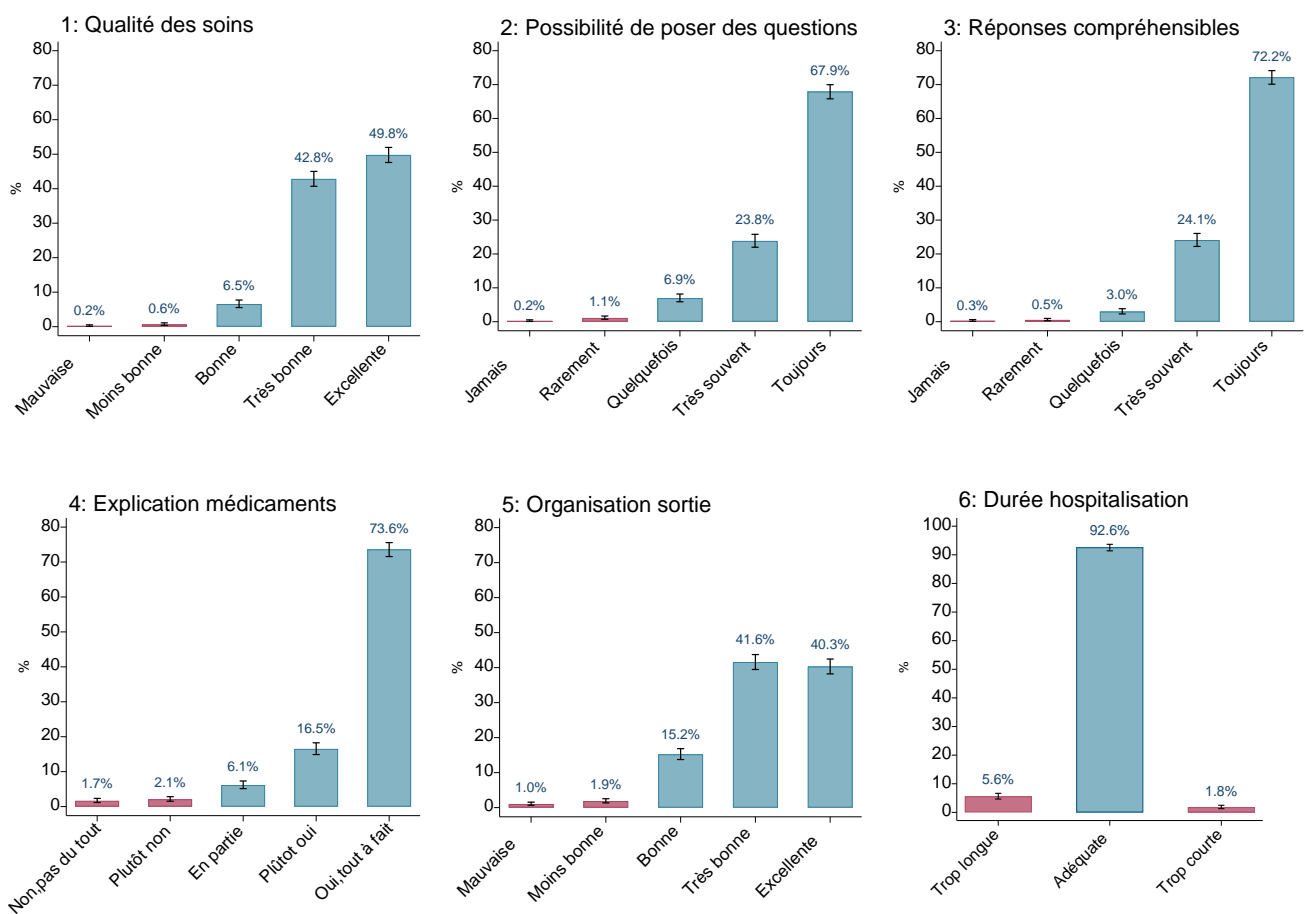 1: Qualité des soins
80
70
60
50
40
30
20
10
0
%
0.2%
0.6%
6.5%
42.8%
49.8%
Mauvaise
Moins bonne
Bonne
Très bonne
Excellente
2: Possibilité de poser des questions
80
70
60
50
40
30
20
10
0
%
0.2%
1.1%
6.9%
23.8%
67.9%
Jamais
Rarement
Quelquefois
Très souvent
Toujours
3: Réponses compréhensibles
80
70
60
50
40
30
20
10
0
%
0.3%
0.5%
3.0%
24.1%
72.2%
Jamais
Rarement
Quelquefois
Très souvent
Toujours
4: Explication médicaments
80
70
60
50
40
30
20
10
0
%
1.7%
2.1%
6.1%
16.5%
73.6%
Non,pas du tout
Plutôt non
En partie
Plûtot oui
Oui,tout à fait
5: Organisation sortie
80
70
60
50
40
30
20
10
0
%
1.0%
1.9%
15.2%
41.6%
40.3%
Mauvaise
Moins bonne
Bonne
Très bonne
Excellente
6: Durée hospitalisation
100
90
80
70
60
50
40
30
20
10
0
%
5.6%
92.6%
1.8%
Trop longue
Adéquate
Trop courte